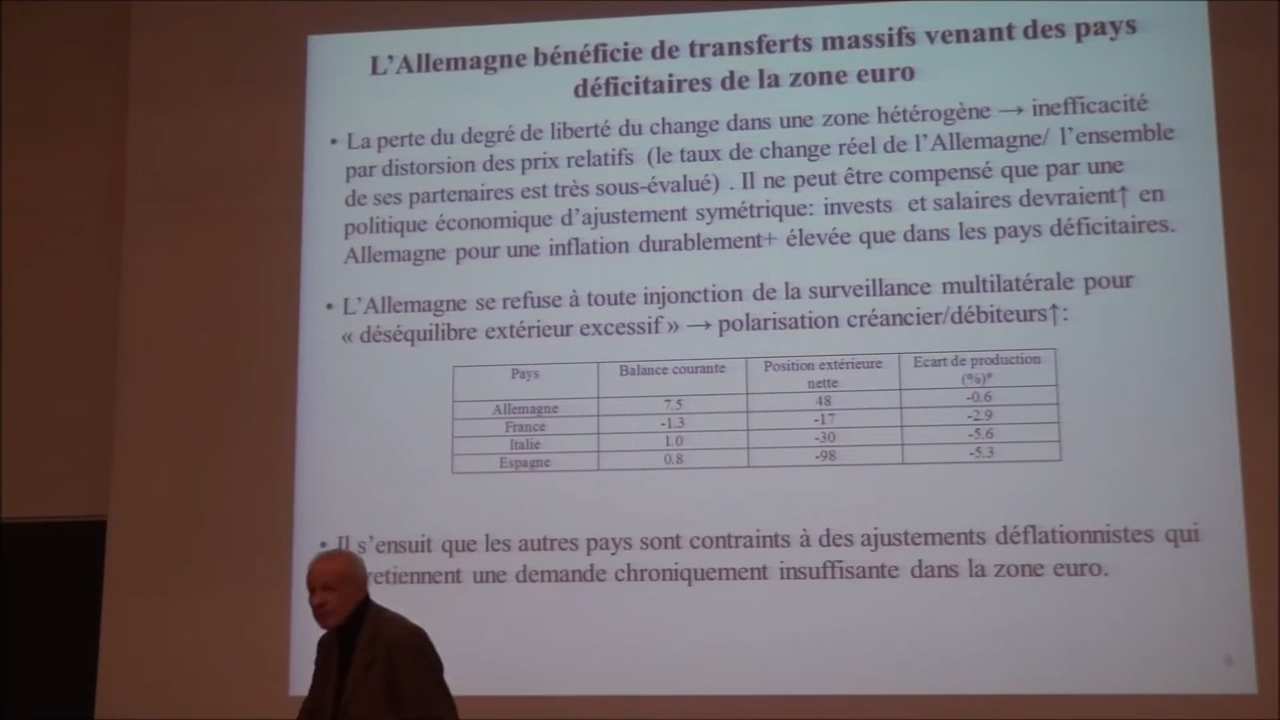 L'Allemagne bénéficie de transferts massifs venant des pays
déficitaires de la zone euro
• La perte du degré de liberté du change dans une zone hétérogène → inefficacité
par distorsion des prix relatifs (le taux de change réel de l'Allemagne/ l'ensemble
de ses partenaires est très sous-évalué) . Il ne peut être compensé que par une
politique économique d'ajustement symétrique: invests et salaires devraient↑ en
Allemagne pour une inflation durablement+ élevée que dans les pays déficitaires.
• L'Allemagne se refuse à toute injonction de la surveillance multilatérale pour
« déséquilibre extérieur excessif » → polarisation créancier/débiteurs↑:
Pays Balance courante Position extérieure nette Ecart de production (%)*
Allemagne 7.5 48 -0.6
France -1.3 -17 -2.9
Italie 1.0 -30 -5.6
Espagne 0.8 -98 -5.3
• Il s'ensuit que les autres pays sont contraints à des ajustements déflationnistes qui
retiennent une demande chroniquement insuffisante dans la zone euro.